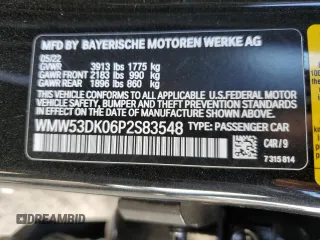 MFD. BY BAYERISCHE MOTOREN WERKE AG
05/22
GVWR 3913 lbs 1775 kg
GAWR FRONT 2183 lbs 990 kg
GAWR REAR 1896 lbs 860 kg
THIS VEHICLE CONFORMS TO ALL APPLICABLE
U.S. FEDERAL MOTOR VEHICLE SAFETY, BUMPER,
AND THEFT PREVENTION STANDARDS IN EFFECT ON
THE DATE OF MANUFACTURE SHOWN ABOVE.
WMW53DK06P2S83548 TYPE: PASSENGER CAR
CAR/9
7 315 814
© DREAMBID